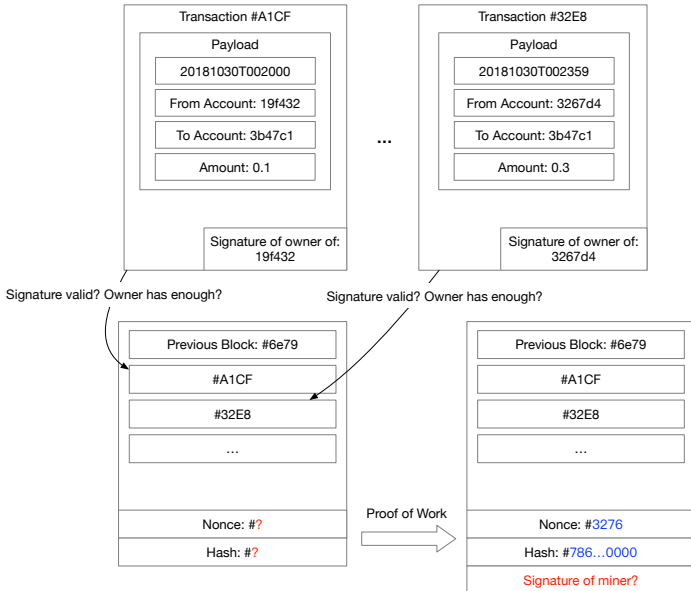 Transaction #A1CF
Payload
20181030T002000
From Account: 19f432
To Account: 3b47c1
Amount: 0.1
Signature of owner of:
19f432
...
Transaction #32E8
Payload
20181030T002359
From Account: 3267d4
To Account: 3b47c1
Amount: 0.3
Signature of owner of:
3267d4
Signature valid? Owner has enough?
Signature valid? Owner has enough?
Previous Block: #6e79
#A1CF
#32E8
...
Nonce: #?
Hash: #?
Proof of Work
Previous Block: #6e79
#A1CF
#32E8
...
Nonce: #3276
Hash: #786...0000
Signature of miner?